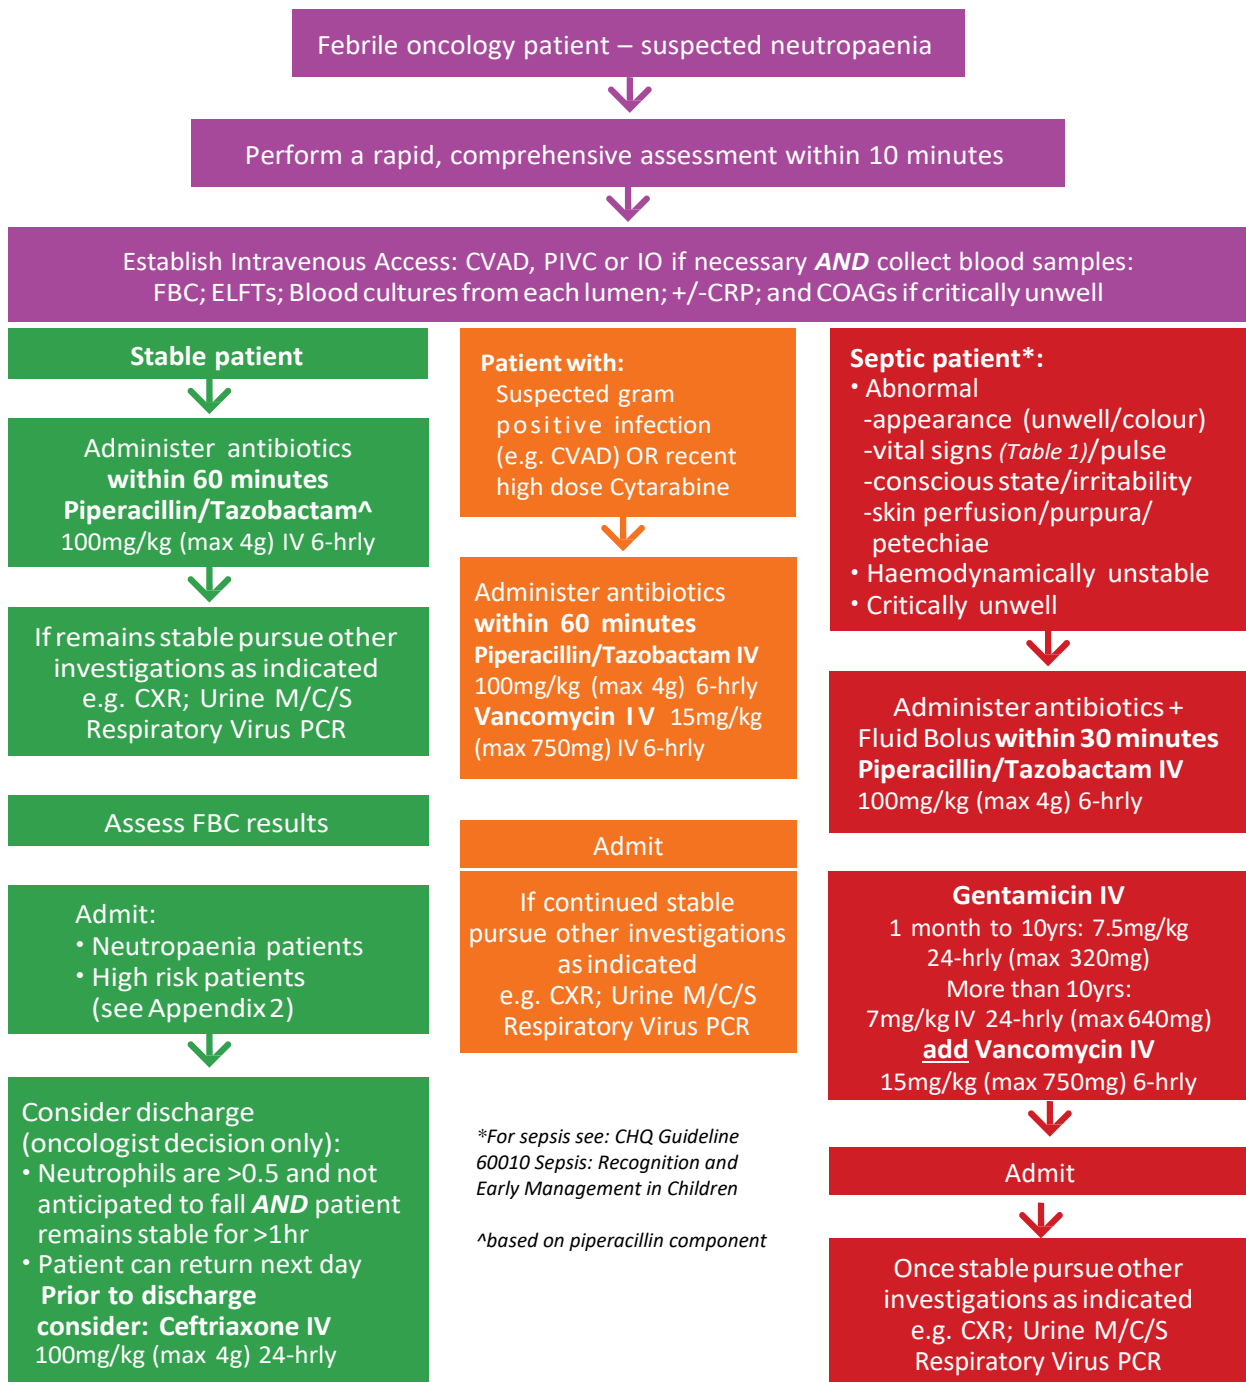 Febrile oncology patient – suspected neutropaenia
Perform a rapid, comprehensive assessment within 10 minutes
Establish Intravenous Access: CVAD, PIVC or IO if necessary AND collect blood samples:
FBC; ELFTs; Blood cultures from each lumen; +/-CRP; and COAGs if critically unwell
Stable patient
Administer antibiotics
within 60 minutes
Piperacillin/Tazobactam^
100mg/kg (max 4g) IV 6-hrly
If remains stable pursue other
investigations as indicated
e.g. CXR; Urine M/C/S
Respiratory Virus PCR
Assess FBC results
Admit:
• Neutropaenia patients
• High risk patients
(see Appendix 2)
Consider discharge
(oncologist decision only):
• Neutrophils are >0.5 and not
anticipated to fall AND patient
remains stable for >1hr
• Patient can return next day
Prior to discharge
consider: Ceftriaxone IV
100mg/kg (max 4g) 24-hrly
Patient with:
Suspected gram
positive infection
(e.g. CVAD) OR recent
high dose Cytarabine
Administer antibiotics
within 60 minutes
Piperacillin/Tazobactam IV
100mg/kg (max 4g) 6-hrly
Vancomycin IV 15mg/kg
(max 750mg) IV 6-hrly
Admit
If continued stable
pursue other investigations
as indicated
e.g. CXR; Urine M/C/S
Respiratory Virus PCR
*For sepsis see: CHQ Guideline
60010 Sepsis: Recognition and
Early Management in Children
^based on piperacillin component
Septic patient*:
• Abnormal
-appearance (unwell/colour)
-vital signs (Table 1)/pulse
-conscious state/irritability
-skin perfusion/purpura/
petechiae
• Haemodynamically unstable
• Critically unwell
Administer antibiotics +
Fluid Bolus within 30 minutes
Piperacillin/Tazobactam IV
100mg/kg (max 4g) 6-hrly
Gentamicin IV
1 month to 10yrs: 7.5mg/kg
24-hrly (max 320mg)
More than 10yrs:
7mg/kg IV 24-hrly (max 640mg)
add Vancomycin IV
15mg/kg (max 750mg) 6-hrly
Admit
Once stable pursue other
investigations as indicated
e.g. CXR; Urine M/C/S
Respiratory Virus PCR